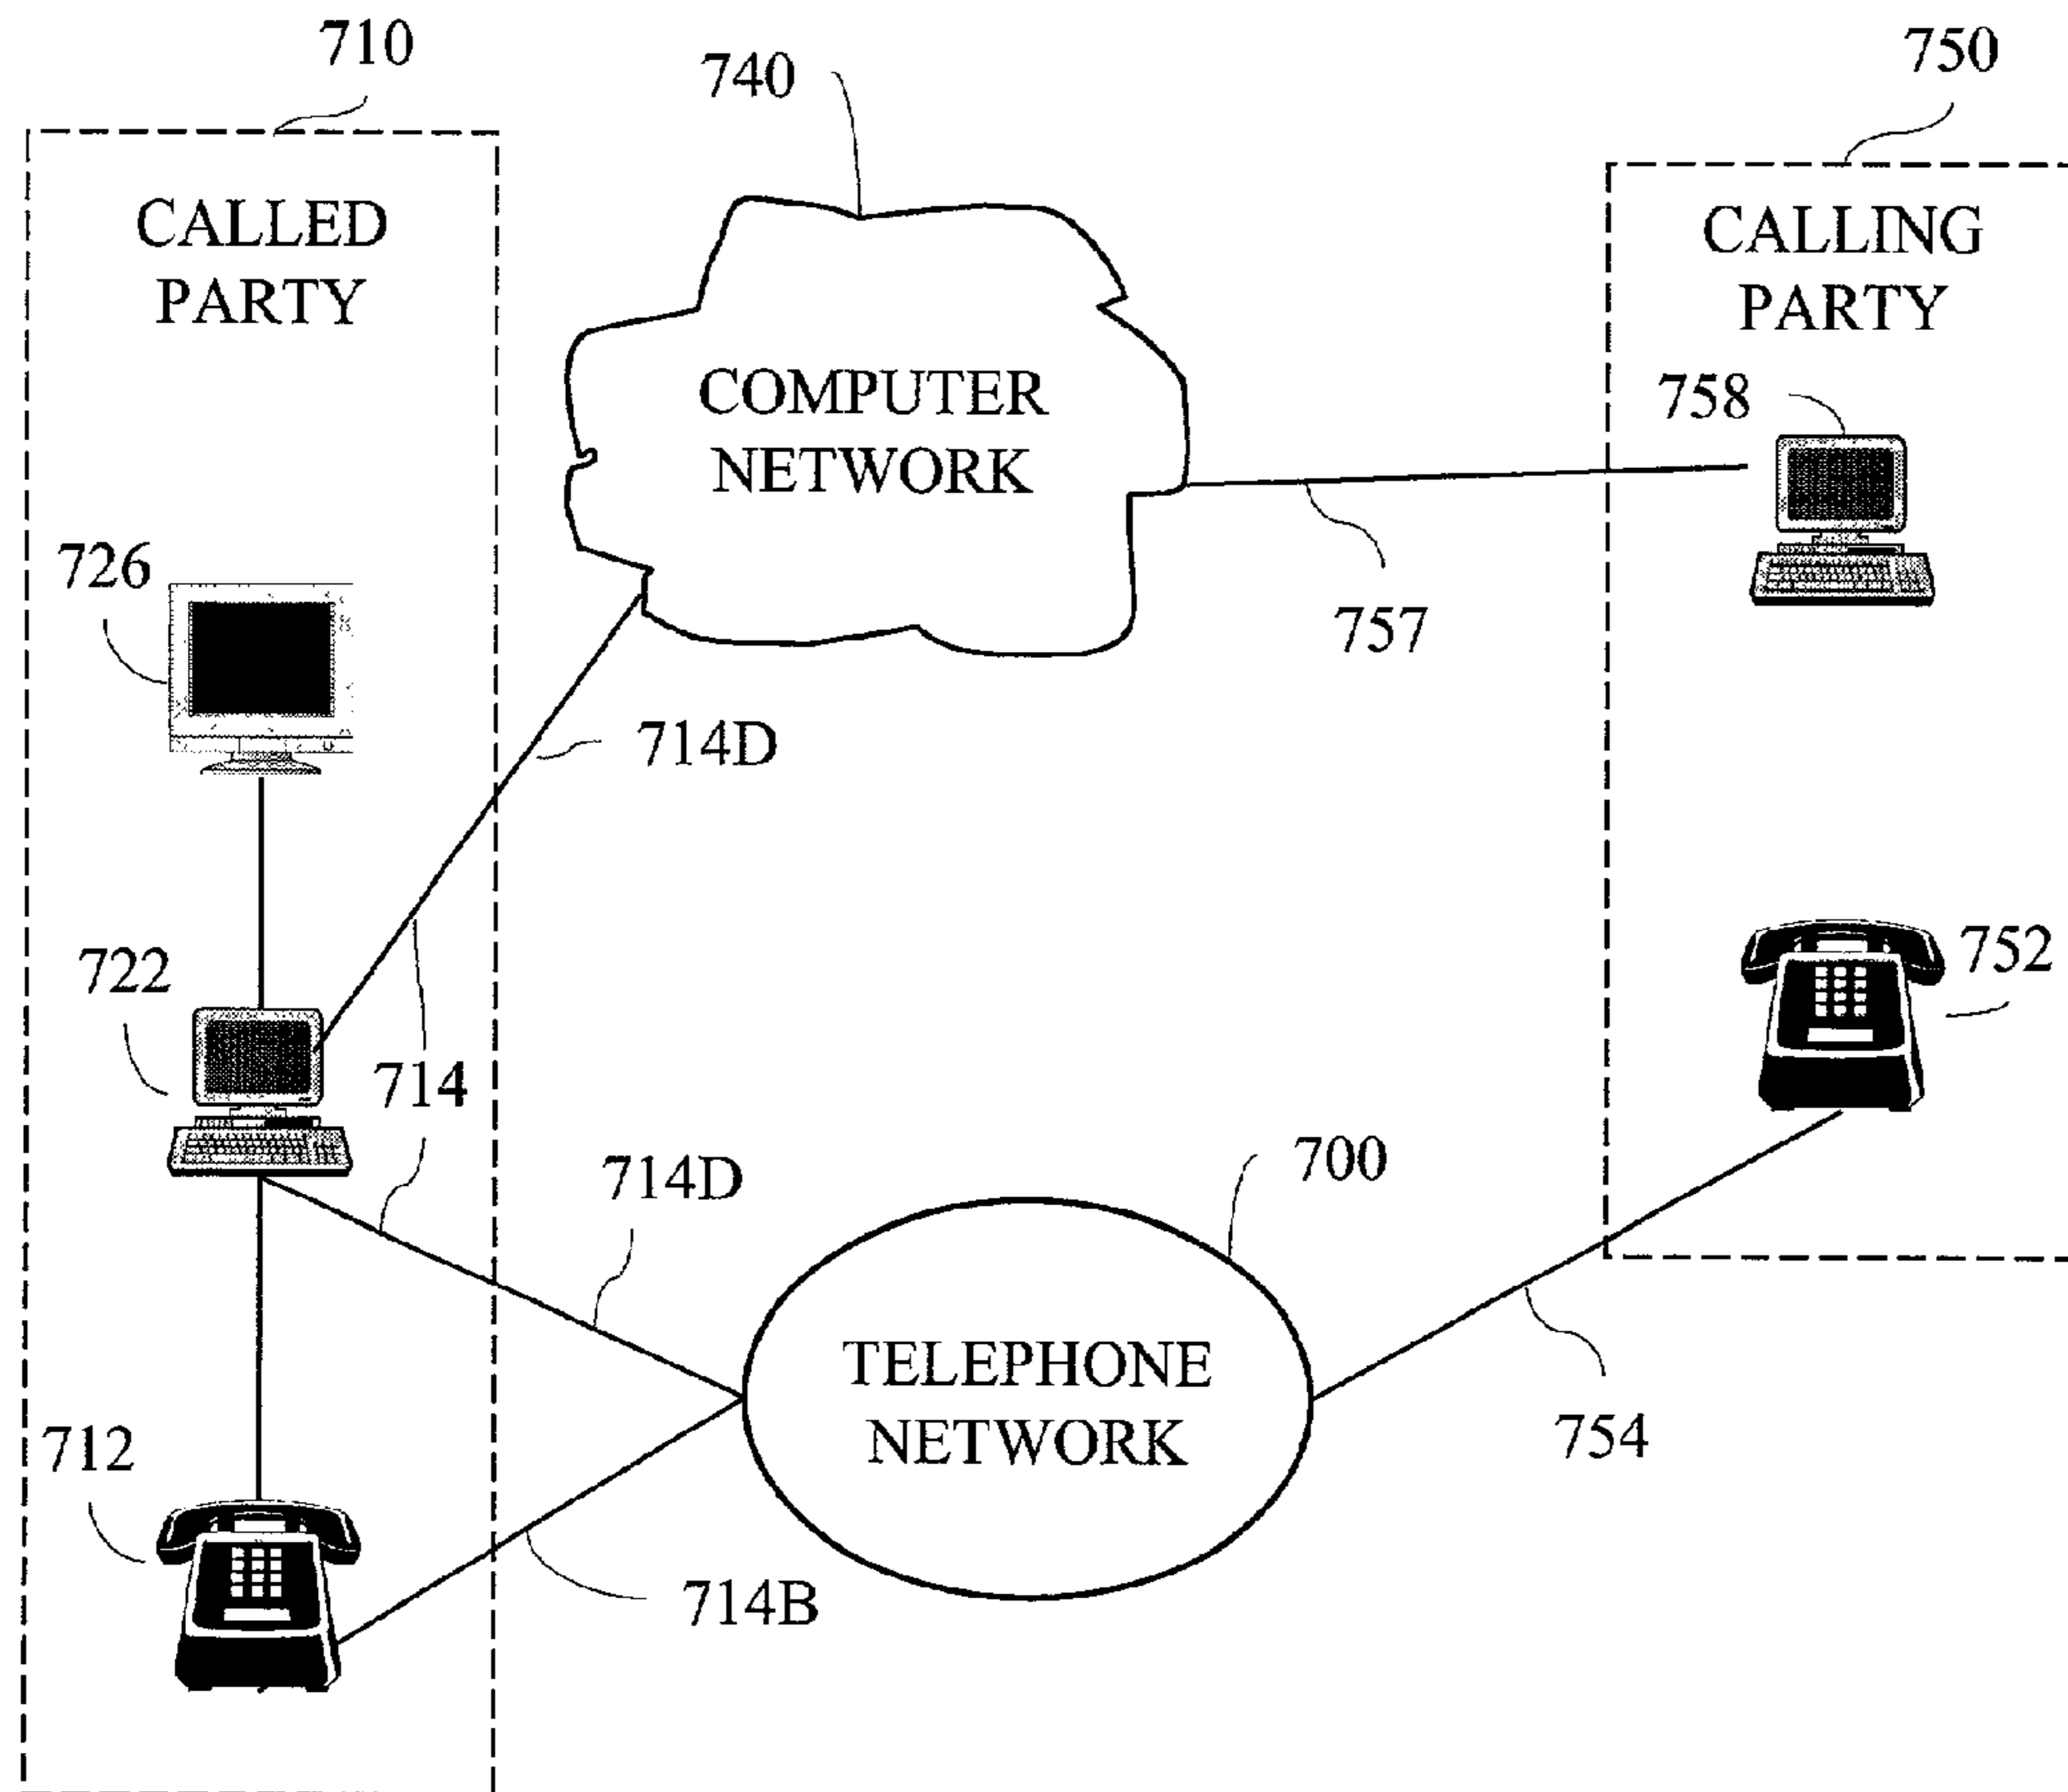 710
740
750
CALLED
PARTY
CALLING
PARTY
COMPUTER
NETWORK
758
726
757
714D
722
752
714
714D
700
TELEPHONE
NETWORK
712
754
714B